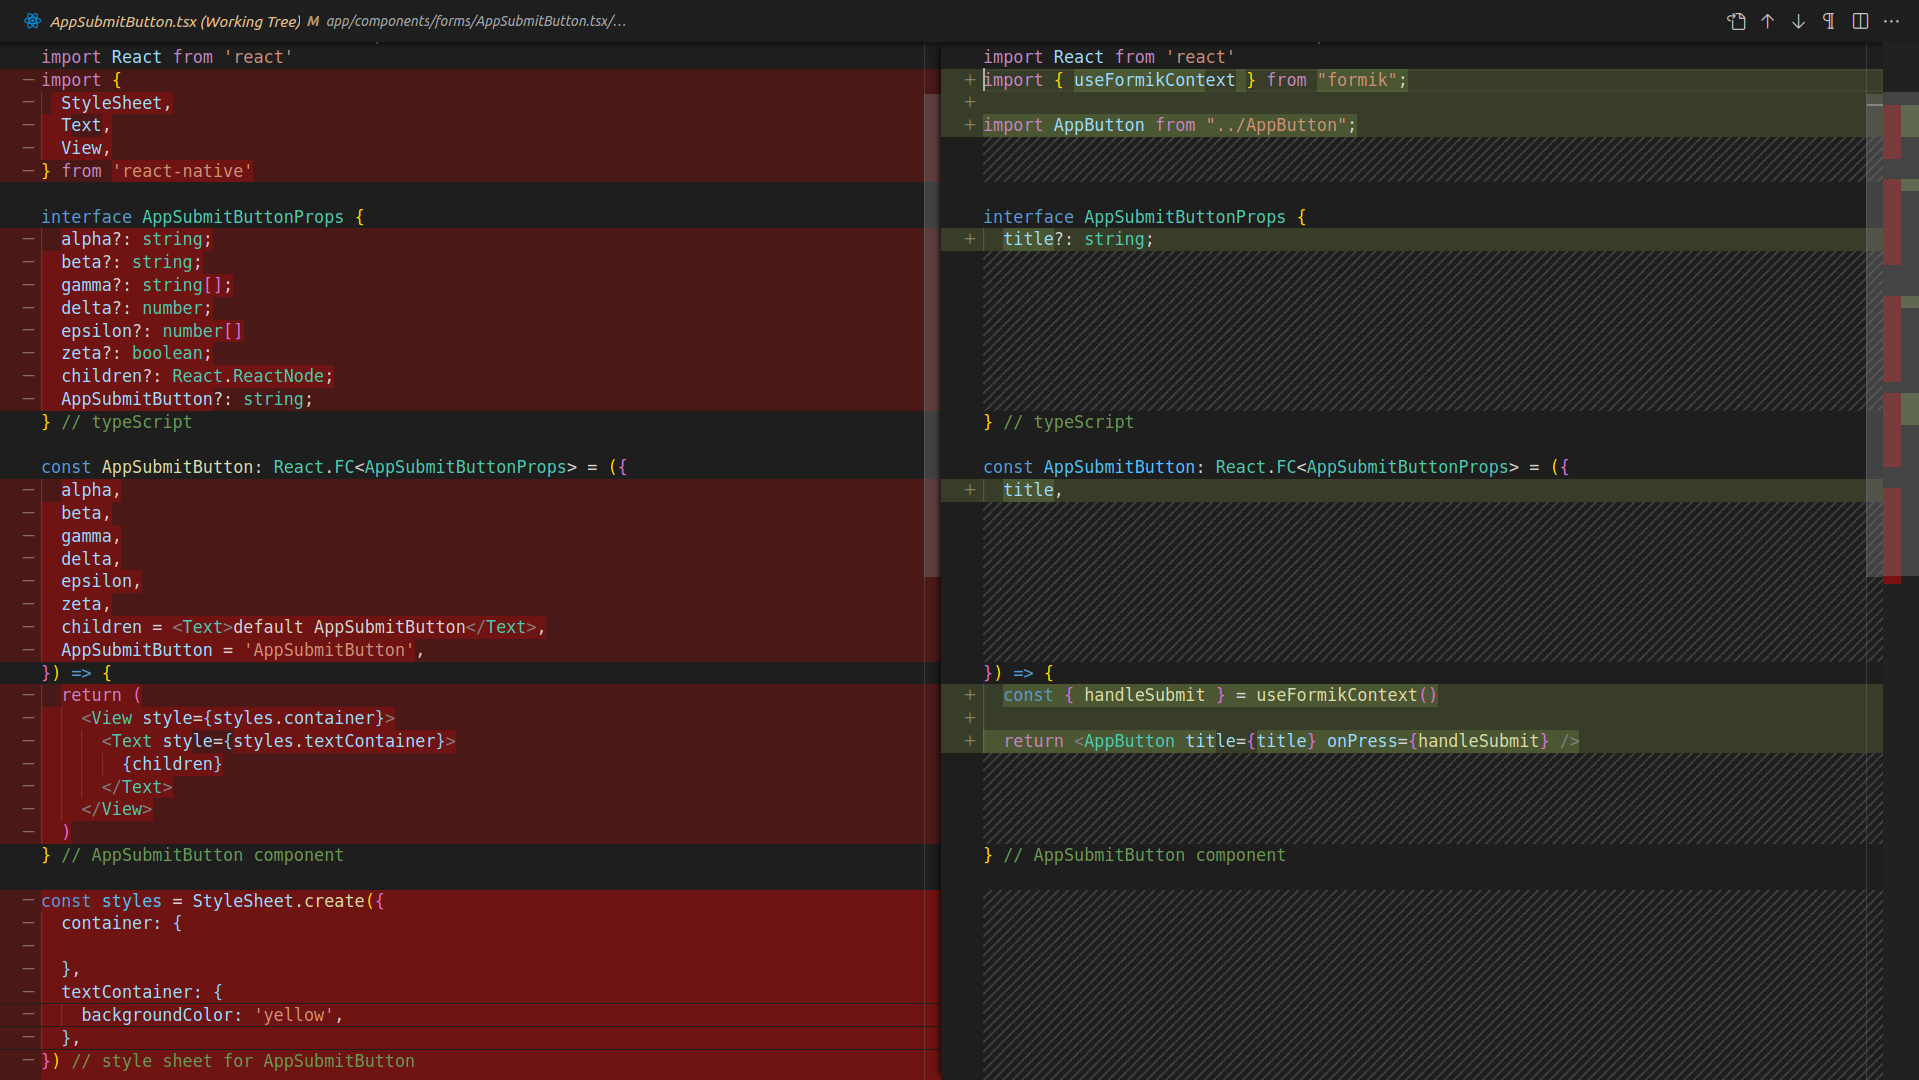 AppSubmitButton.tsx (Working Tree) M app/components/forms/AppSubmitButton.tsx/...
import React from 'react'
import {
  StyleSheet,
  Text,
  View,
} from 'react-native'

interface AppSubmitButtonProps {
  alpha?: string;
  beta?: string;
  gamma?: string[];
  delta?: number;
  epsilon?: number[]
  zeta?: boolean;
  children?: React.ReactNode;
  AppSubmitButton?: string;
} // typeScript

const AppSubmitButton: React.FC<AppSubmitButtonProps> = ({
  alpha,
  beta,
  gamma,
  delta,
  epsilon,
  zeta,
  children = <Text>default AppSubmitButton</Text>,
  AppSubmitButton = 'AppSubmitButton',
}) => {
  return (
    <View style={styles.container}>
      <Text style={styles.textContainer}>
        {children}
      </Text>
    </View>
  )
} // AppSubmitButton component

const styles = StyleSheet.create({
  container: {

  },
  textContainer: {
    backgroundColor: 'yellow',
  },
}) // style sheet for AppSubmitButton
import React from 'react'
import { useFormikContext } from "formik";

import AppButton from "../AppButton";

interface AppSubmitButtonProps {
  title?: string;
} // typeScript

const AppSubmitButton: React.FC<AppSubmitButtonProps> = ({
  title,
}) => {
  const { handleSubmit } = useFormikContext()

  return <AppButton title={title} onPress={handleSubmit} />
} // AppSubmitButton component